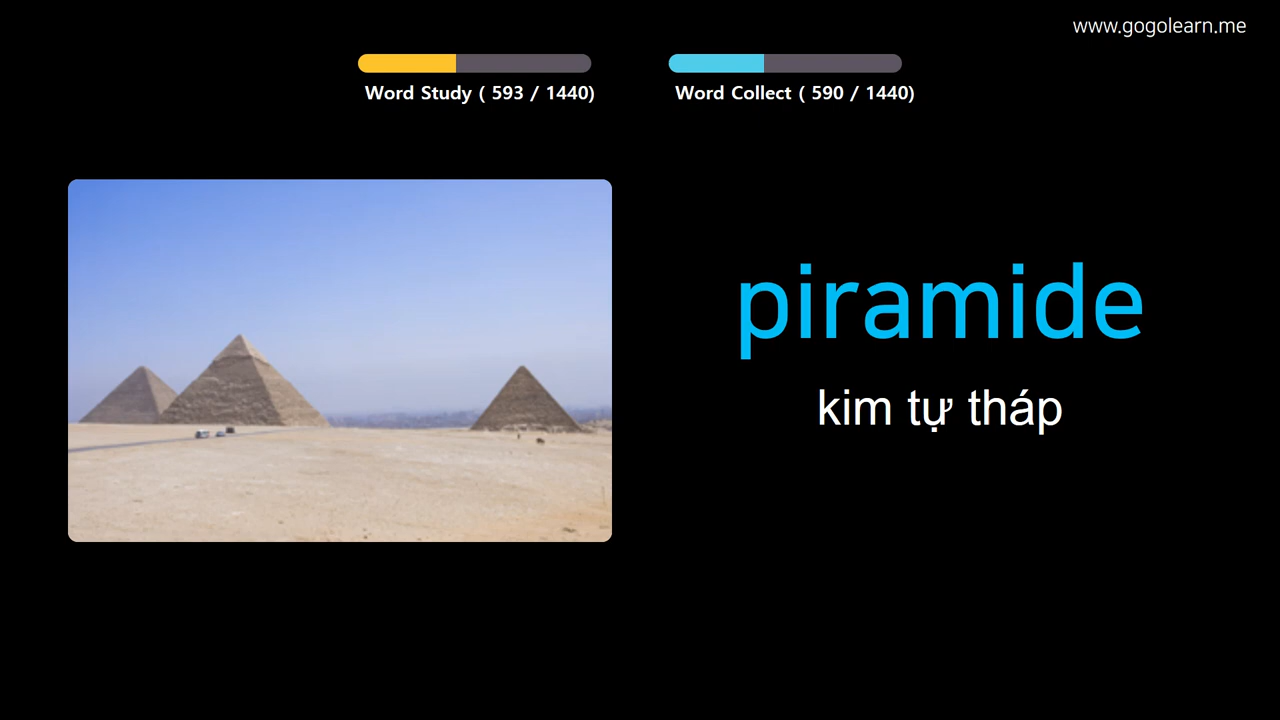 www.gogolearn.me
Word Study ( 593 / 1440)
Word Collect ( 590 / 1440)
piramide
kim tự tháp